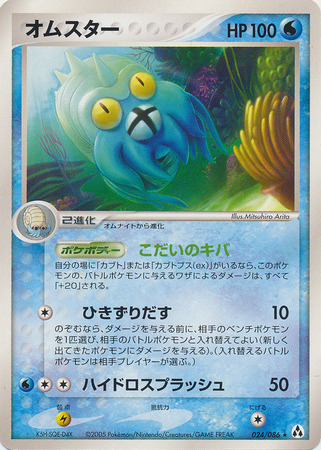 オムスター HP100
Illus.Mitsuhiro Arita
2進化 オムナイトから進化
ポケボディー こだいのキバ
自分の場に「カブト」または「カブトプス(ex)」がいるなら、このポケ
モンの、バトルポケモンに与えるワザによるダメージは、すべて
「+20」される。
ひきずりだす 10
のぞむなら、ダメージを与える前に、相手のベンチポケモン
を1匹選び、相手のバトルポケモンと入れ替えてよい(新しく
出てきたポケモンにダメージを与える)。(入れ替えるバトル
ポケモンは相手プレイヤーが選ぶ。)
ハイドロスプラッシュ 50
弱点 抵抗力 にげる
©2005 Pokémon/Nintendo/Creatures/GAME FREAK
024/086